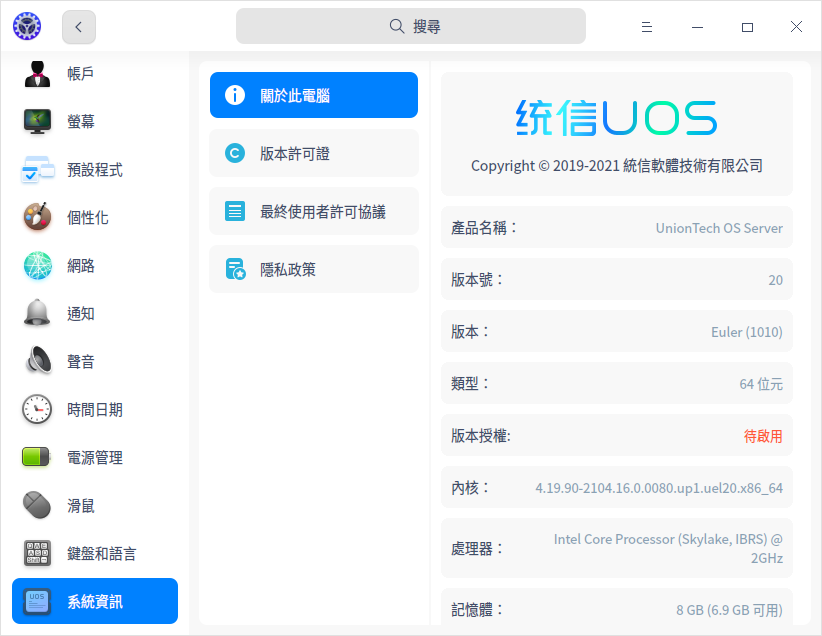 搜尋
帳戶
螢幕
預設程式
個性化
網路
通知
聲音
時間日期
電源管理
滑鼠
鍵盤和語言
UOS
系統資訊
關於此電腦
版本許可證
最終使用者許可協議
隱私政策
统信UOS
Copyright © 2019-2021 統信軟體技術有限公司
產品名稱： UnionTech OS Server
版本號： 20
版本： Euler (1010)
類型： 64 位元
版本授權: 待啟用
內核： 4.19.90-2104.16.0.0080.up1.uel20.x86_64
處理器： Intel Core Processor (Skylake, IBRS) @
2GHz
記憶體： 8 GB (6.9 GB 可用)